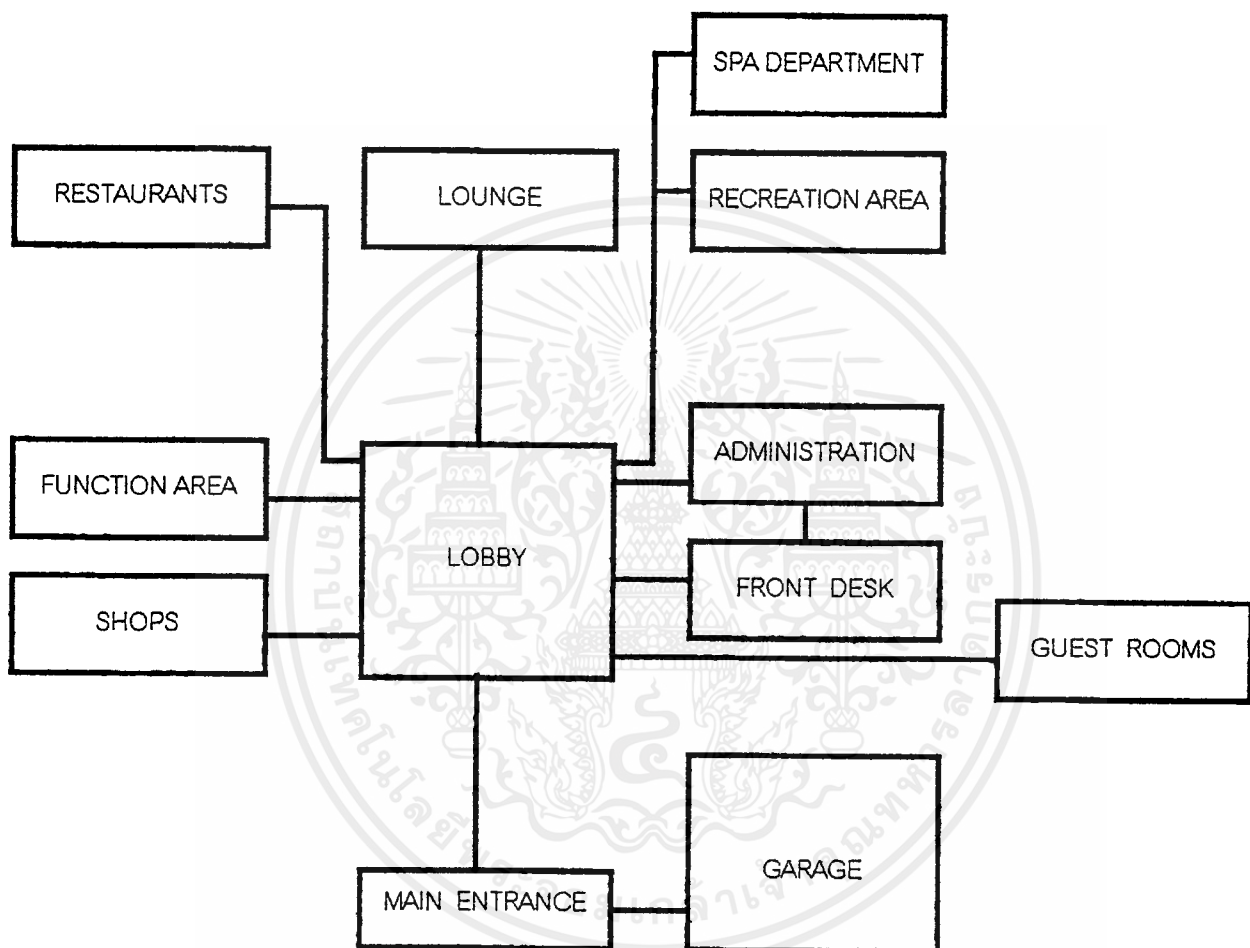 SPA DEPARTMENT
RESTAURANTS
LOUNGE
RECREATION AREA
ADMINISTRATION
FUNCTION AREA
LOBBY
FRONT DESK
SHOPS
GUEST ROOMS
GARAGE
MAIN ENTRANCE